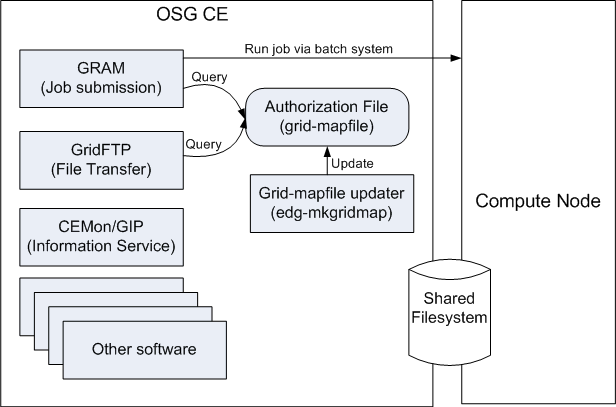 OSG CE
Run job via batch system
GRAM
(Job submission)
Query
Authorization File
(grid-mapfile)
GridFTP
(File Transfer)
Query
Update
Grid-mapfile updater
(edg-mkgridmap)
Compute Node
CEMon/GIP
(Information Service)
Shared
Filesystem
Other software